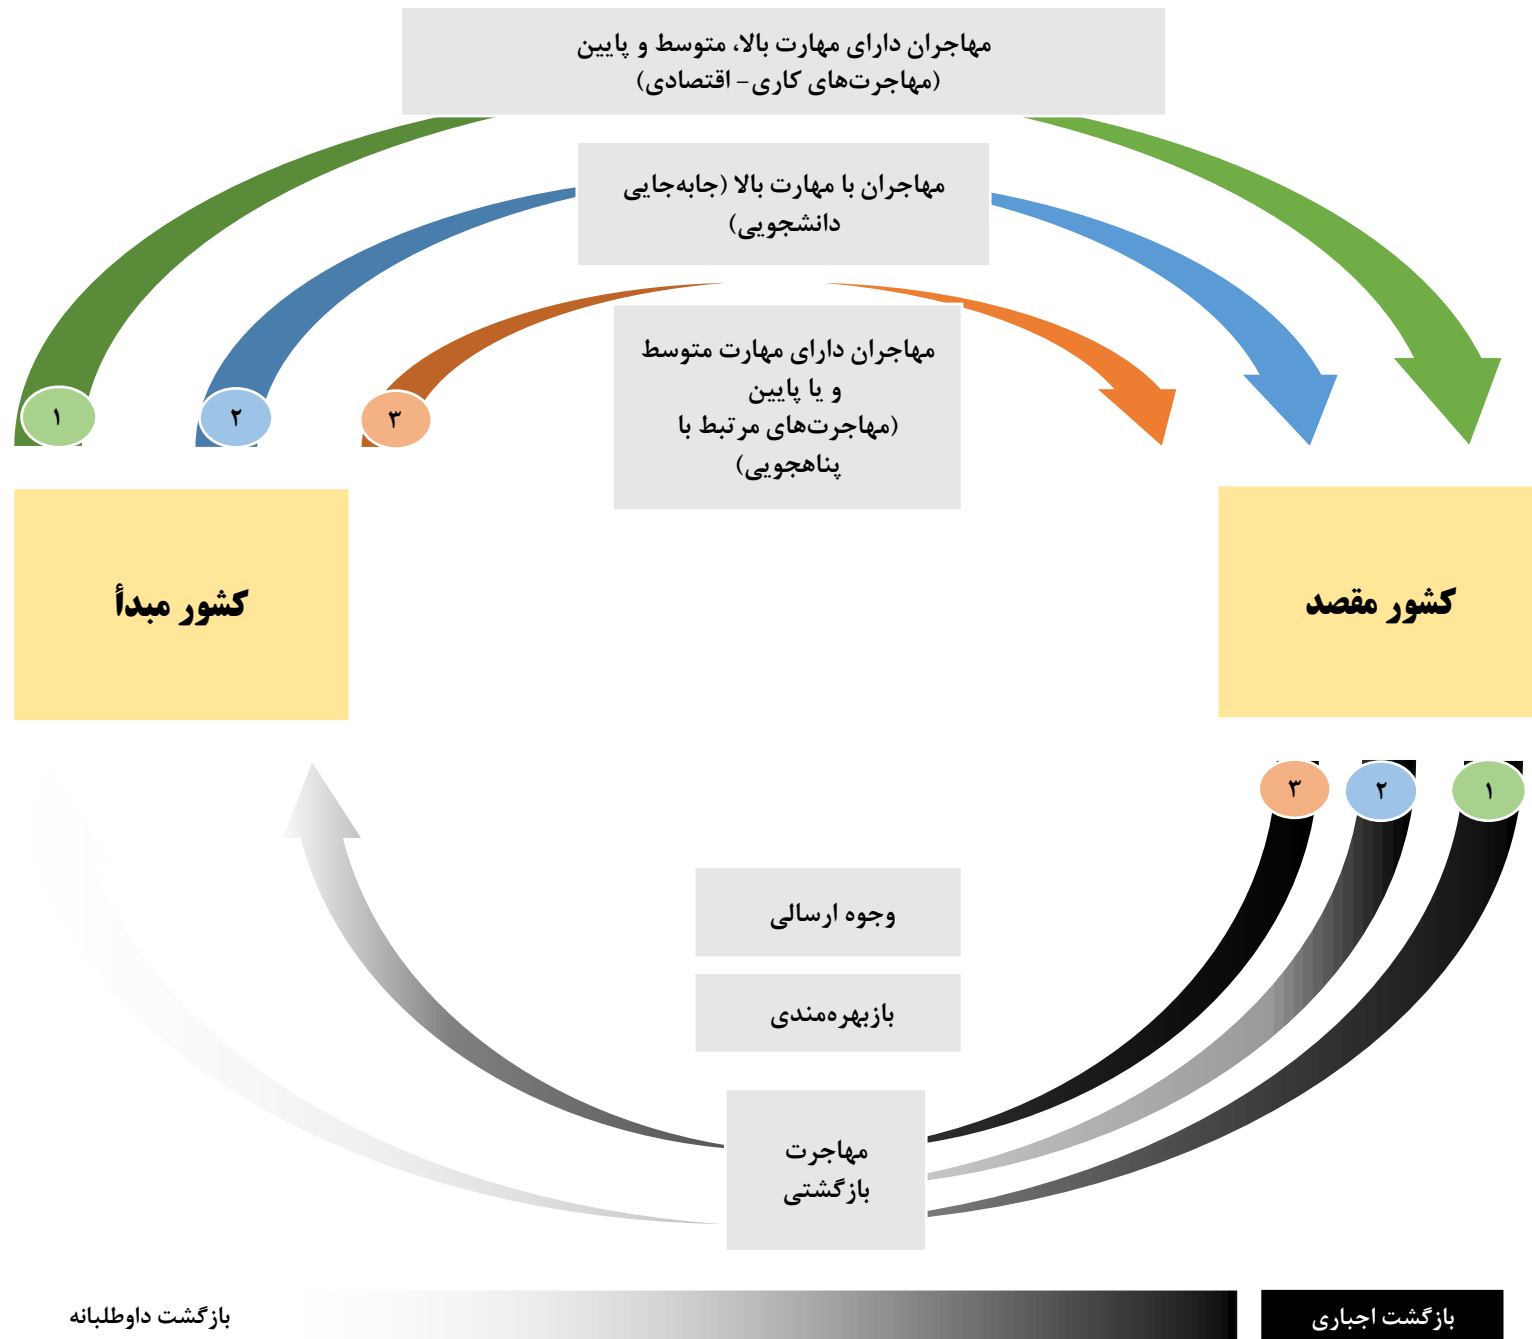 مهاجران دارای مهارت بالا، متوسط و پایین
(مهاجرت‌های کاری- اقتصادی)
مهاجران با مهارت بالا (جابه‌جایی
دانشجویی)
مهاجران دارای مهارت متوسط
و یا پایین
(مهاجرت‌های مرتبط با
پناهجویی)
۳
۲
۱
کشور مقصد
کشور مبدأ
۱
۲
۳
وجوه ارسالی
بازبهره‌مندی
مهاجرت
بازگشتی
بازگشت اجباری
بازگشت داوطلبانه